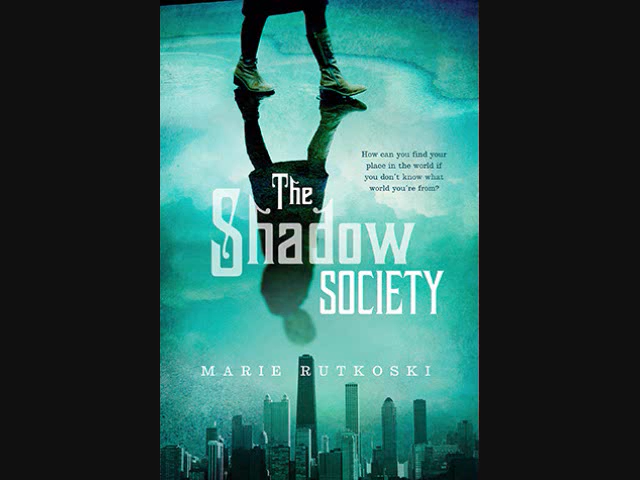 How can you find your
place in the world if
you don't know what
world you're from?
The
Shadow
SOCIETY
MARIE RUTKOSKI